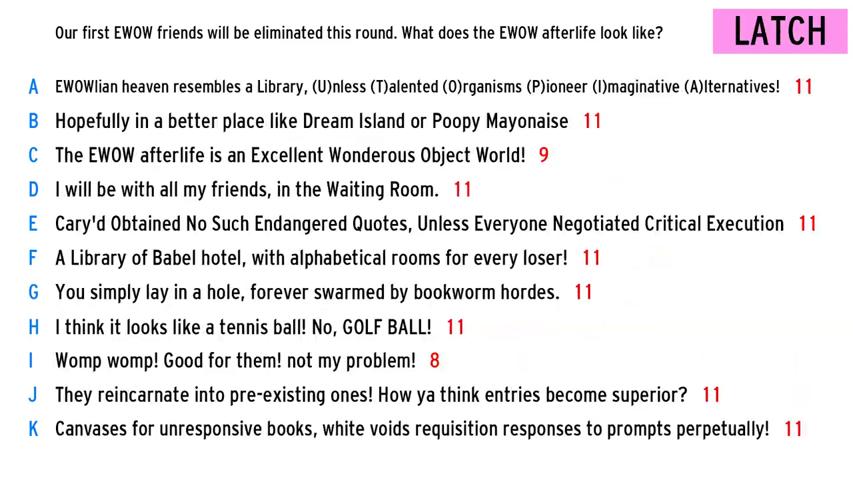 Our first EWOW friends will be eliminated this round. What does the EWOW afterlife look like?
LATCH
A EWOWlian heaven resembles a Library, (U)nless (T)alented (O)rganisms (P)ioneer (I)maginative (A)lternatives! 11
B Hopefully in a better place like Dream Island or Poopy Mayonaise 11
C The EWOW afterlife is an Excellent Wonderous Object World! 9
D I will be with all my friends, in the Waiting Room. 11
E Cary'd Obtained No Such Endangered Quotes, Unless Everyone Negotiated Critical Execution 11
F A Library of Babel hotel, with alphabetical rooms for every loser! 11
G You simply lay in a hole, forever swarmed by bookworm hordes. 11
H I think it looks like a tennis ball! No, GOLF BALL! 11
I Womp womp! Good for them! not my problem! 8
J They reincarnate into pre-existing ones! How ya think entries become superior? 11
K Canvases for unresponsive books, white voids requisition responses to prompts perpetually! 11